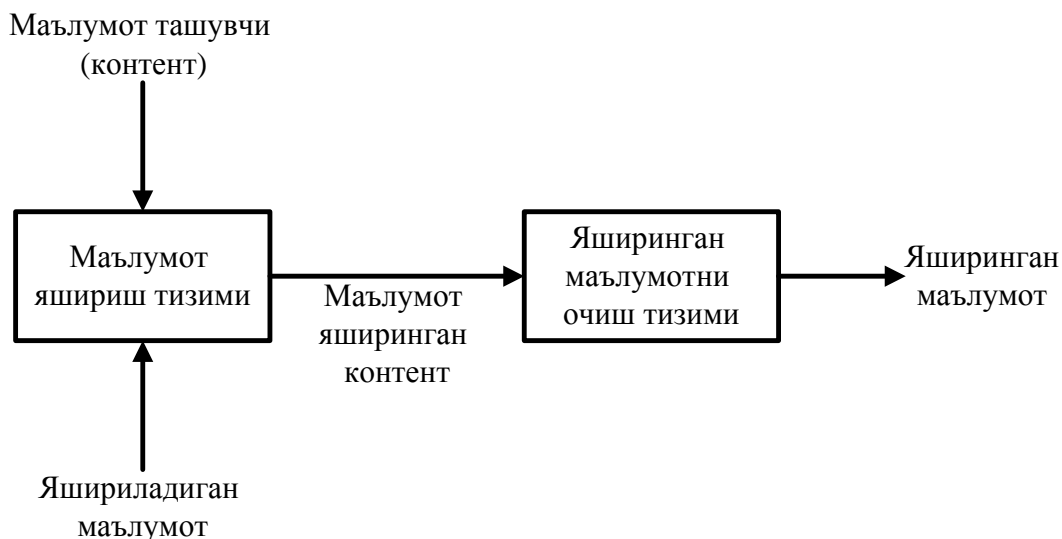 Маълумот ташувчи
(контент)
Маълумот
яшириш тизими
Маълумот
яширинган
контент
Яширинган
маълумотни
очиш тизими
Яширинган
маълумот
Яшириладиган
маълумот